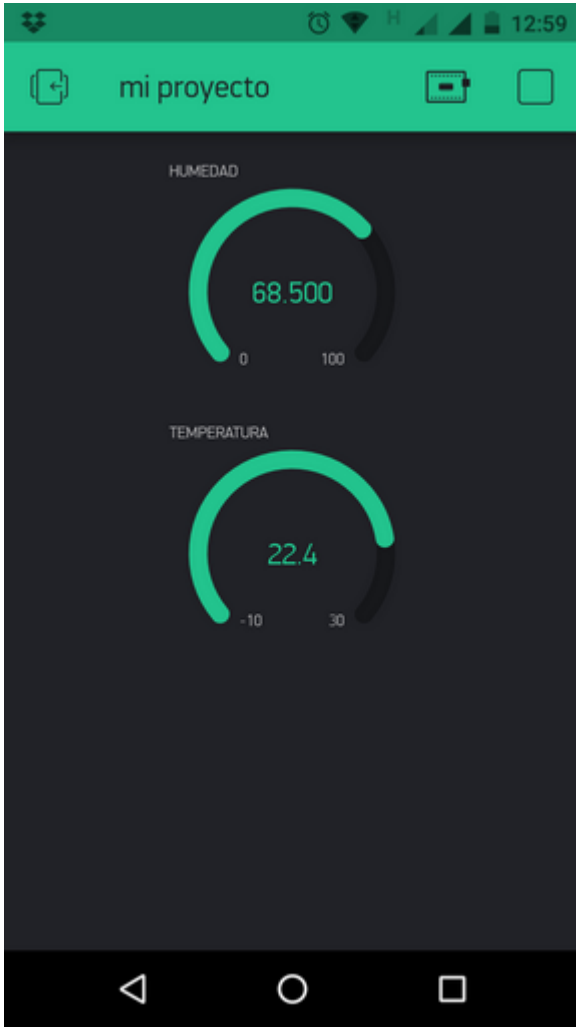 H 12:59
mi proyecto
HUMEDAD
68.500
0 100
TEMPERATURA
22.4
-10 30